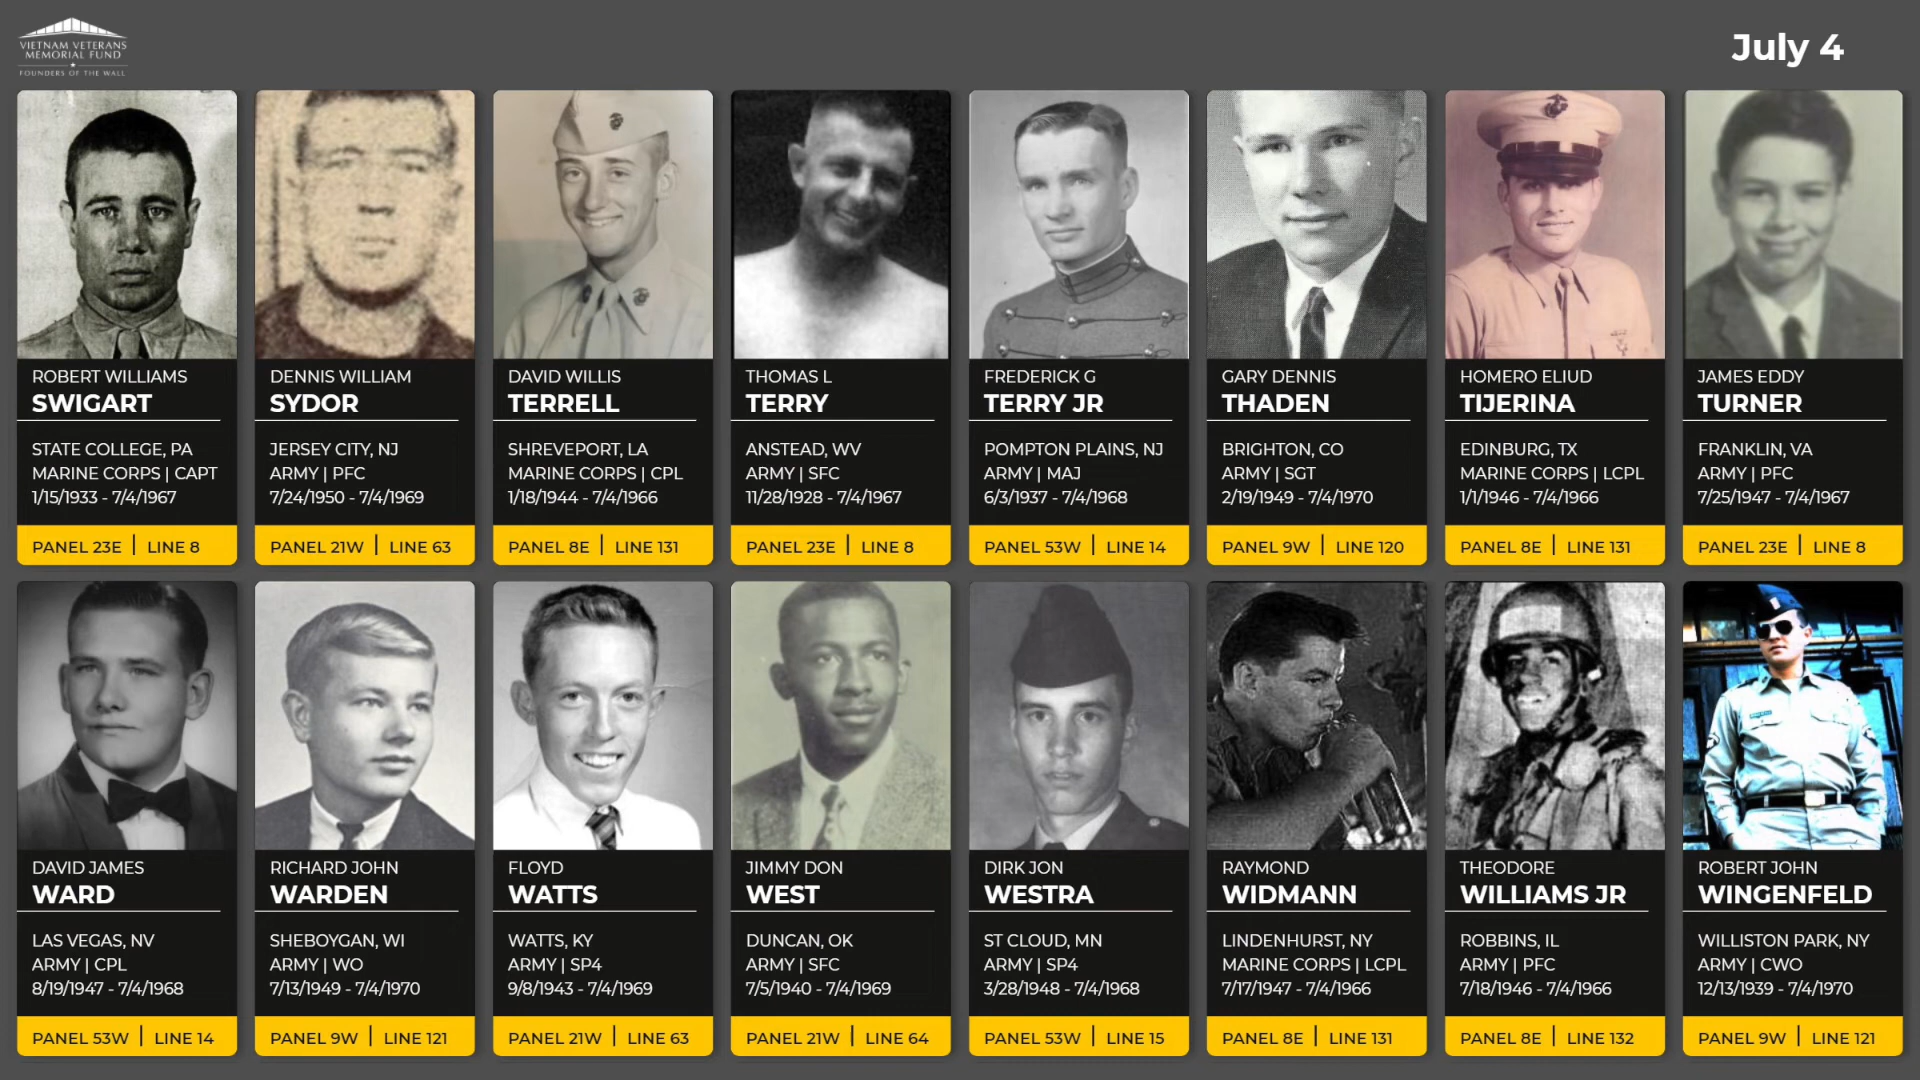 VIETNAM VETERANS
MEMORIAL FUND
FOUNDERS OF THE WALL
July 4
ROBERT WILLIAMS
SWIGART
STATE COLLEGE, PA
MARINE CORPS | CAPT
1/15/1933 - 7/4/1967
PANEL 23E | LINE 8
DENNIS WILLIAM
SYDOR
JERSEY CITY, NJ
ARMY | PFC
7/24/1950 - 7/4/1969
PANEL 21W | LINE 63
DAVID WILLIS
TERRELL
SHREVEPORT, LA
MARINE CORPS | CPL
1/18/1944 - 7/4/1966
PANEL 8E | LINE 131
THOMAS L
TERRY
ANSTEAD, WV
ARMY | SFC
11/28/1928 - 7/4/1967
PANEL 23E | LINE 8
FREDERICK G
TERRY JR
POMPTON PLAINS, NJ
ARMY | MAJ
6/3/1937 - 7/4/1968
PANEL 53W | LINE 14
GARY DENNIS
THADEN
BRIGHTON, CO
ARMY | SGT
2/19/1949 - 7/4/1970
PANEL 9W | LINE 120
HOMERO ELIUD
TIJERINA
EDINBURG, TX
MARINE CORPS | LCPL
1/1/1946 - 7/4/1966
PANEL 8E | LINE 131
JAMES EDDY
TURNER
FRANKLIN, VA
ARMY | PFC
7/25/1947 - 7/4/1967
PANEL 23E | LINE 8
DAVID JAMES
WARD
LAS VEGAS, NV
ARMY | CPL
8/19/1947 - 7/4/1968
PANEL 53W | LINE 14
RICHARD JOHN
WARDEN
SHEBOYGAN, WI
ARMY | WO
7/13/1949 - 7/4/1970
PANEL 9W | LINE 121
FLOYD
WATTS
WATTS, KY
ARMY | SP4
9/8/1943 - 7/4/1969
PANEL 21W | LINE 63
JIMMY DON
WEST
DUNCAN, OK
ARMY | SFC
7/5/1940 - 7/4/1969
PANEL 21W | LINE 64
DIRK JON
WESTRA
ST CLOUD, MN
ARMY | SP4
3/28/1948 - 7/4/1968
PANEL 53W | LINE 15
RAYMOND
WIDMANN
LINDENHURST, NY
MARINE CORPS | LCPL
7/17/1947 - 7/4/1966
PANEL 8E | LINE 131
THEODORE
WILLIAMS JR
ROBBINS, IL
ARMY | PFC
7/18/1946 - 7/4/1966
PANEL 8E | LINE 132
ROBERT JOHN
WINGENFELD
WILLISTON PARK, NY
ARMY | CWO
12/13/1939 - 7/4/1970
PANEL 9W | LINE 121